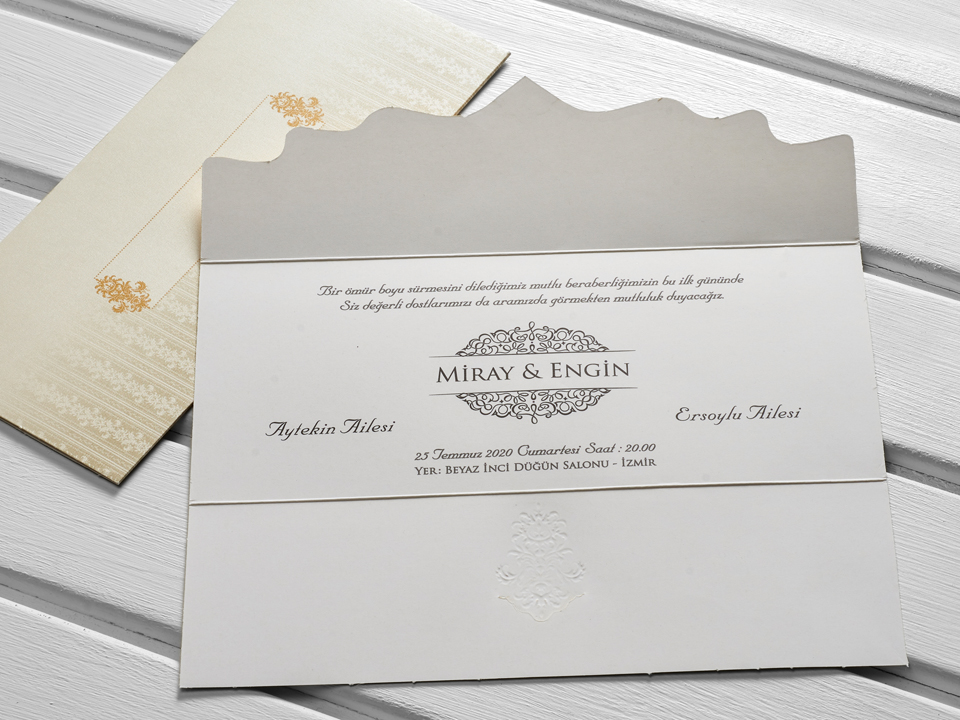 Bir ömür boyu sürmesini dilediğimiz mutlu beraberliğimizin bu ilk gününde
Siz değerli dostlarımızı da aramızda görmekten mutluluk duyacağız.
MİRAY & ENGİN
Aytekin Ailesi
Ersoylu Ailesi
25 Temmuz 2020 Cumartesi Saat : 20.00
YER: BEYAZ İNCİ DÜĞÜN SALONU - İZMİR